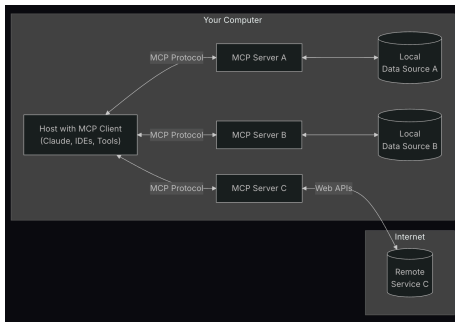 Your Computer
MCP Protocol
MCP Server A
Local
Data Source A
Host with MCP Client
(Claude, IDEs, Tools)
MCP Protocol
MCP Server B
Local
Data Source B
MCP Protocol
MCP Server C
Web APIs
Internet
Remote
Service C